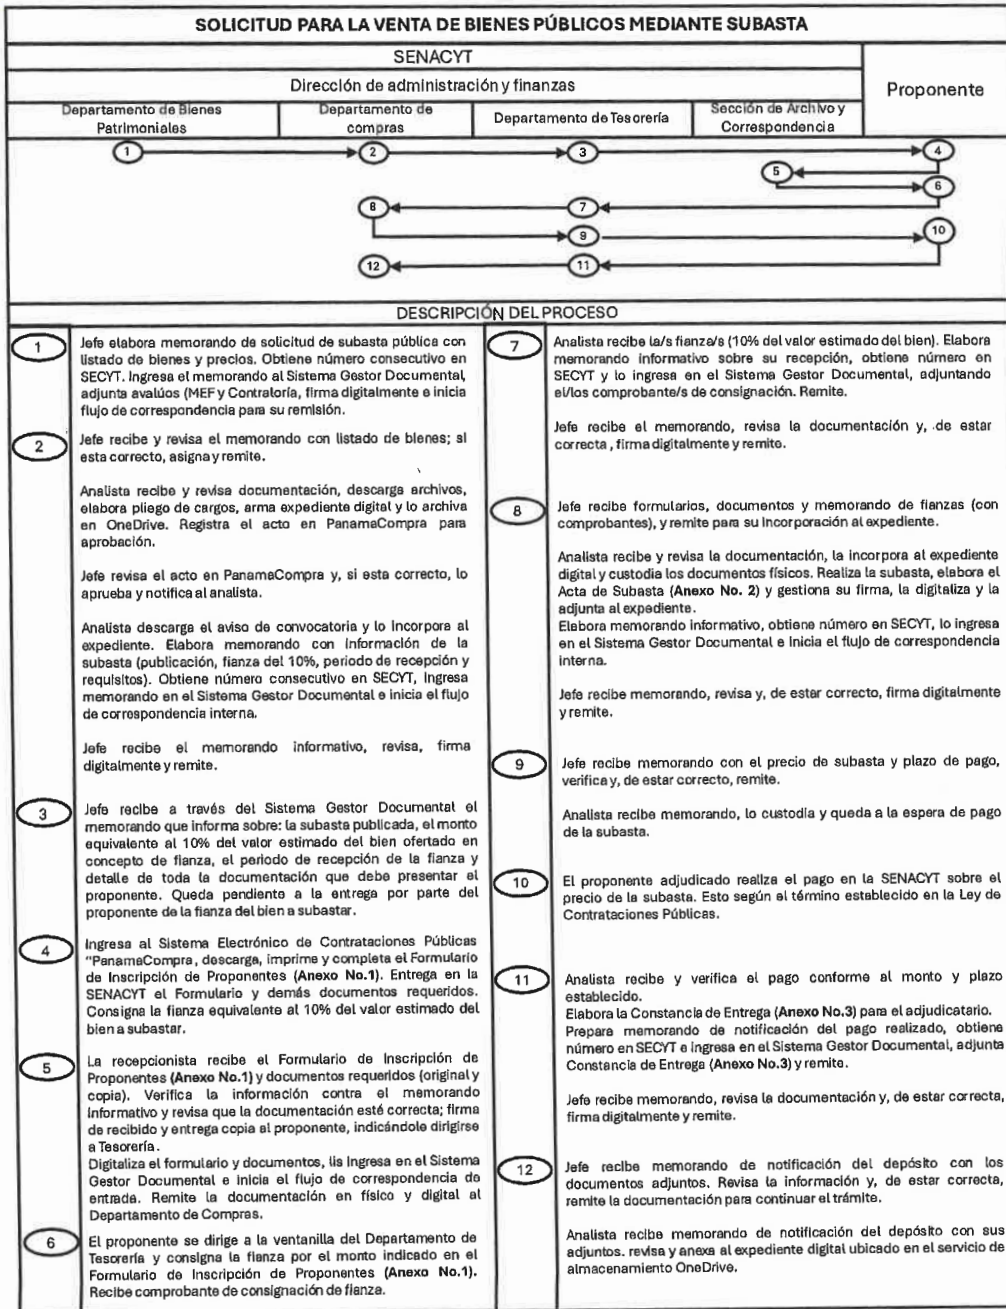 SOLICITUD PARA LA VENTA DE BIENES PÚBLICOS MEDIANTE SUBASTA
SENACYT
Dirección de administración y finanzas
Proponente
Departamento de Bienes
Patrimoniales
Departamento de
compras
Departamento de Tesorería
Sección de Archivo y
Correspondencia
1
2
3
4
5
6
8
7
9
10
12
11
DESCRIPCIÓN DEL PROCESO
1
Jefe elabora memorando de solicitud de subasta pública con
listado de bienes y precios. Obtiene número consecutivo en
SECYT. Ingresa el memorando al Sistema Gestor Documental,
adjunta avalúos (MEF y Contraloría, firma digitalmente e inicia
flujo de correspondencia para su remisión.
2
Jefe recibe y revisa el memorando con listado de bienes; si
esta correcto, asigna y remite.
Analista recibe y revisa documentación, descarga archivos,
elabora pliego de cargos, arma expediente digital y lo archiva
en OneDrive. Registra el acto en PanamaCompra para
aprobación.
Jefe revisa el acto en PanamaCompra y, si esta correcto, lo
aprueba y notifica al analista.
Analista descarga el aviso de convocatoria y lo incorpora al
expediente. Elabora memorando con información de la
subasta (publicación, fianza del 10%, periodo de recepción y
requisitos). Obtiene número consecutivo en SECYT, ingresa
memorando en el Sistema Gestor Documental e inicia el flujo
de correspondencia interna.
Jefe recibe el memorando informativo, revisa, firma
digitalmente y remite.
3
Jefe recibe a través del Sistema Gestor Documental el
memorando que informa sobre: la subasta publicada, el monto
equivalente al 10% del valor estimado del bien ofertado en
concepto de fianza, el periodo de recepción de la fianza y
detalle de toda la documentación que debe presentar el
proponente. Queda pendiente a la entrega por parte del
proponente de la fianza del bien a subastar.
4
Ingresa al Sistema Electrónico de Contrataciones Públicas
"PanamaCompra, descarga, imprime y completa el Formulario
de Inscripción de Proponentes (Anexo No.1). Entrega en la
SENACYT el Formulario y demás documentos requeridos.
Consigna la fianza equivalente al 10% del valor estimado del
bien a subastar.
5
La recepcionista recibe el Formulario de Inscripción de
Proponentes (Anexo No.1) y documentos requeridos (original y
copia). Verifica la información contra el memorando
informativo y revisa que la documentación esté correcta; firma
de recibido y entrega copia al proponente, indicándole dirigirse
a Tesorería.
Digitaliza el formulario y documentos, lis ingresa en el Sistema
Gestor Documental e inicia el flujo de correspondencia de
entrada. Remite la documentación en físico y digital al
Departamento de Compras.
6
El proponente se dirige a la ventanilla del Departamento de
Tesorería y consigna la fianza por el monto indicado en el
Formulario de Inscripción de Proponentes (Anexo No.1).
Recibe comprobante de consignación de fianza.
7
Analista recibe la/s fianza/s (10% del valor estimado del bien). Elabora
memorando informativo sobre su recepción, obtiene número en
SECYT y lo ingresa en el Sistema Gestor Documental, adjuntando
el/los comprobante/s de consignación. Remite.
Jefe recibe el memorando, revisa la documentación y, de estar
correcta , firma digitalmente y remite.
8
Jefe recibe formularios, documentos y memorando de fianzas (con
comprobantes), y remite para su incorporación al expediente.
Analista recibe y revisa la documentación, la incorpora al expediente
digital y custodia los documentos físicos. Realiza la subasta, elabora el
Acta de Subasta (Anexo No. 2) y gestiona su firma, la digitaliza y la
adjunta al expediente.
Elabora memorando informativo, obtiene número en SECYT, lo ingresa
en el Sistema Gestor Documental e inicia el flujo de correspondencia
interna.
Jefe recibe memorando, revisa y, de estar correcto, firma digitalmente
y remite.
9
Jefe recibe memorando con el precio de subasta y plazo de pago,
verifica y, de estar correcto, remite.
Analista recibe memorando, lo custodia y queda a la espera de pago
de la subasta.
10
El proponente adjudicado realiza el pago en la SENACYT sobre el
precio de la subasta. Esto según el término establecido en la Ley de
Contrataciones Públicas.
11
Analista recibe y verifica el pago conforme al monto y plazo
establecido.
Elabora la Constancia de Entrega (Anexo No.3) para el adjudicatario.
Prepara memorando de notificación del pago realizado, obtiene
número en SECYT e ingresa en el Sistema Gestor Documental, adjunta
Constancia de Entrega (Anexo No.3) y remite.
Jefe recibe memorando, revisa la documentación y, de estar correcta,
firma digitalmente y remite.
12
Jefe recibe memorando de notificación del depósito con los
documentos adjuntos. Revisa la información y, de estar correcta,
remite la documentación para continuar el trámite.
Analista recibe memorando de notificación del depósito con sus
adjuntos. revisa y anexa al expediente digital ubicado en el servicio de
almacenamiento OneDrive.